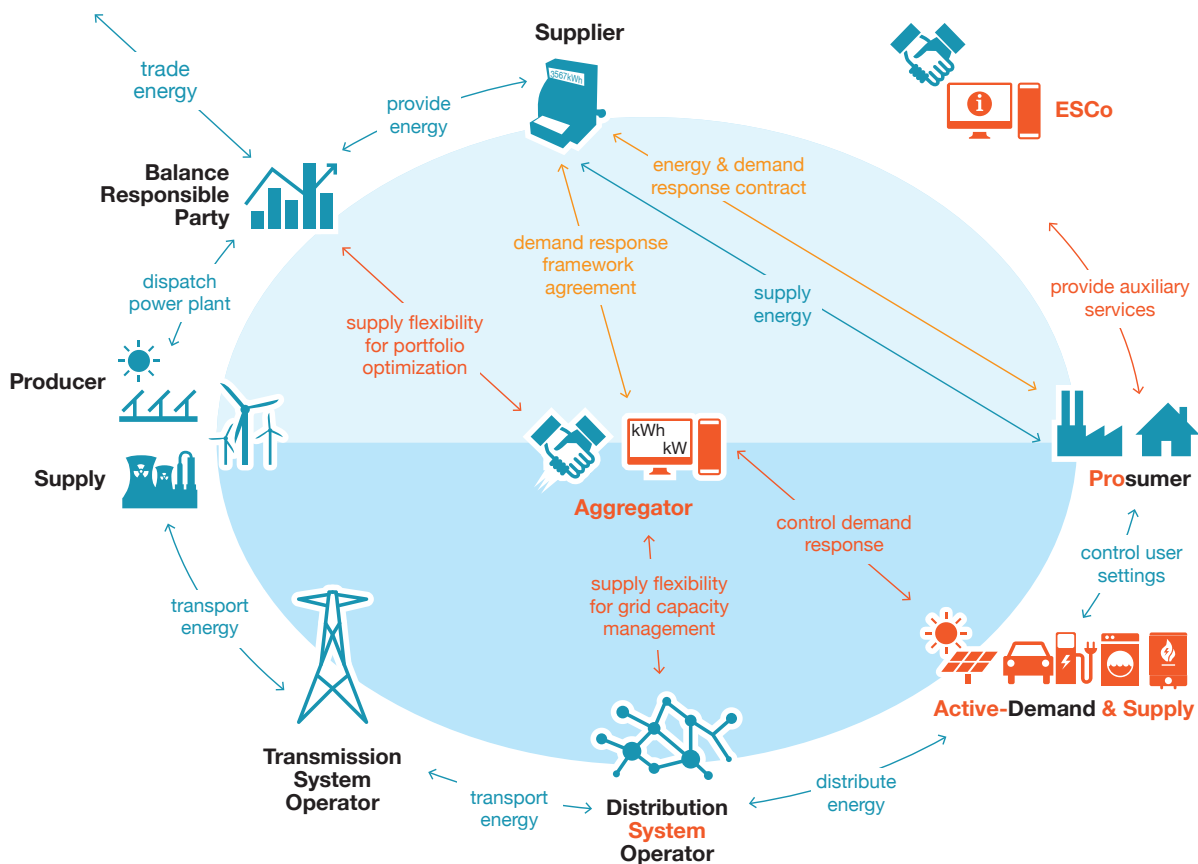 Supplier
3567kWh
trade
energy
provide
energy
ESCo
Balance
Responsible
Party
energy & demand
response contract
demand response
framework
agreement
dispatch
power plant
supply
energy
provide auxiliary
services
supply flexibility
for portfolio
optimization
Producer
kWh
kW
Supply
Prosumer
Aggregator
control demand
response
control user
settings
supply flexibility
for grid capacity
management
transport
energy
Active-Demand & Supply
Transmission
System
Operator
transport
energy
distribute
energy
Distribution
System
Operator